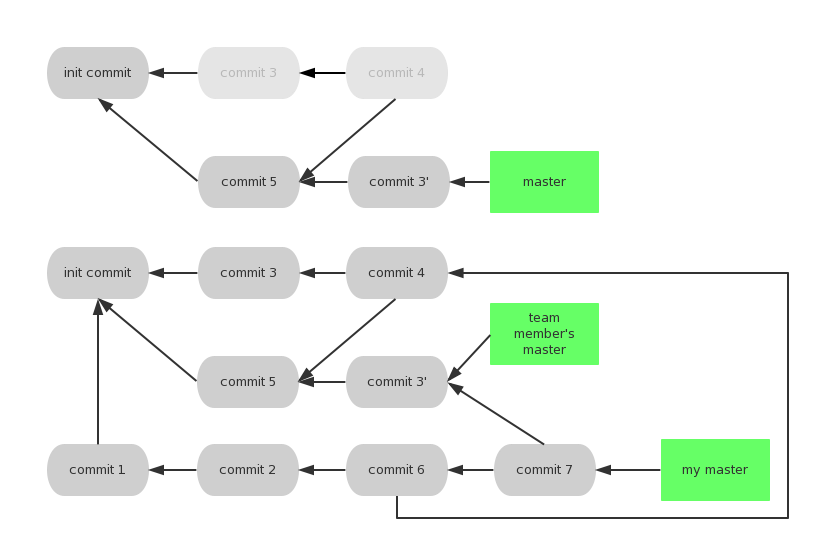 init commit
commit 3
commit 4
commit 5
commit 3'
master
init commit
commit 3
commit 4
team
member's
master
commit 5
commit 3'
commit 1
commit 2
commit 6
commit 7
my master